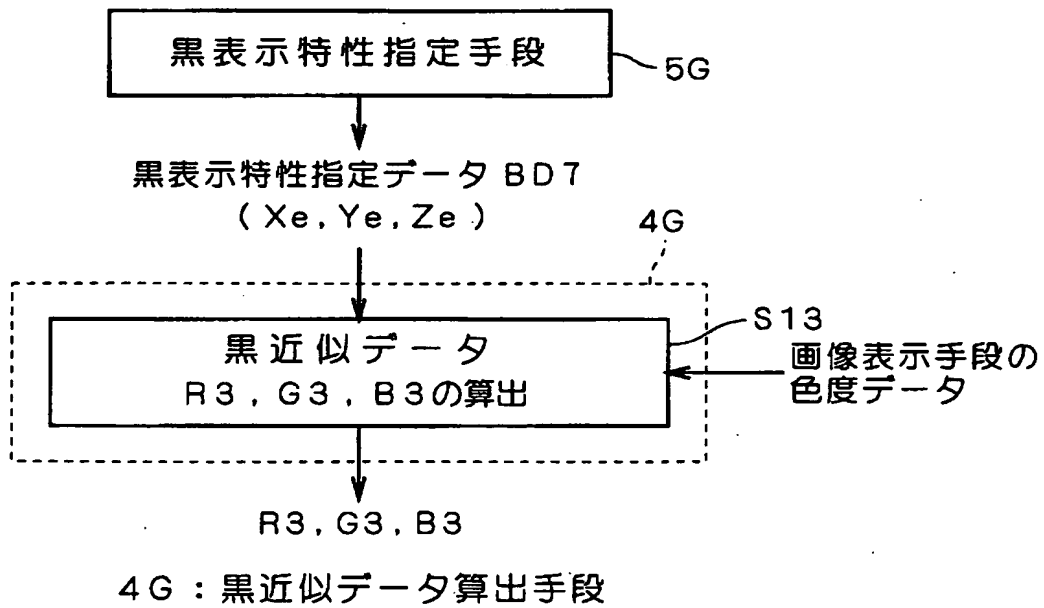 黒表示特性指定手段
5G
黒表示特性指定データ BD7
(Xe, Ye, Ze)
4G
S13
黒近似データ
R3, G3, B3の算出
画像表示手段の
色度データ
R3, G3, B3
4G:黒近似データ算出手段